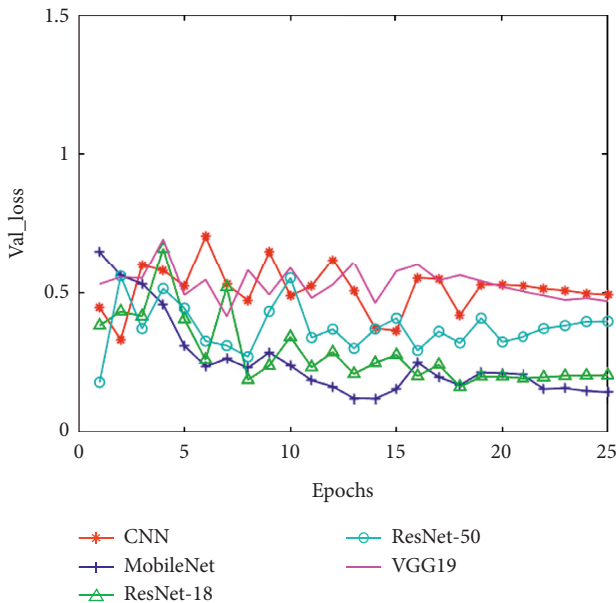 1.5
1
0.5
0
Val_loss
0
5
10
15
20
25
Epochs
CNN
MobileNet
ResNet-18
ResNet-50
VGG19